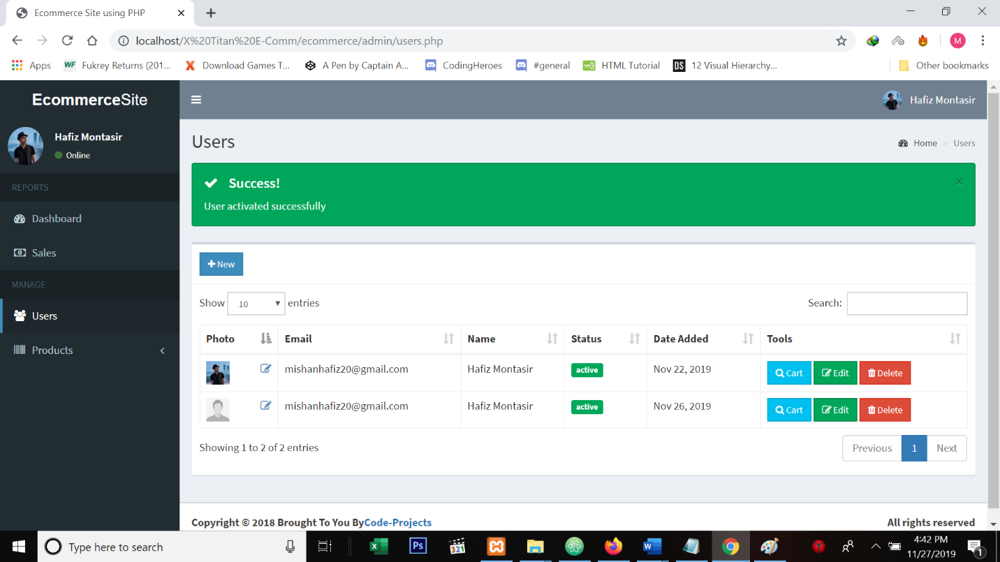 Ecommerce Site using PHP
localhost/X%20Titan%20E-Comm/ecommerce/admin/users.php
M
Apps
WF Fukrey Returns (201...
Download Games T...
A Pen by Captain A...
CodingHeroes
#general
w3 HTML Tutorial
DS 12 Visual Hierarchy...
Other bookmarks
EcommerceSite
Hafiz Montasir
Hafiz Montasir
Online
REPORTS
Dashboard
Sales
MANAGE
Users
Products
Users
Home > Users
Success!
×
User activated successfully
New
Show 10 entries
Search:
Photo Email Name Status Date Added Tools
mishanhafiz20@gmail.com Hafiz Montasir active Nov 22, 2019 Cart Edit Delete
mishanhafiz20@gmail.com Hafiz Montasir active Nov 26, 2019 Cart Edit Delete
Showing 1 to 2 of 2 entries
Previous 1 Next
Copyright © 2018 Brought To You ByCode-Projects
All rights reserved
Type here to search
Ps
321
4:42 PM
11/27/2019
1